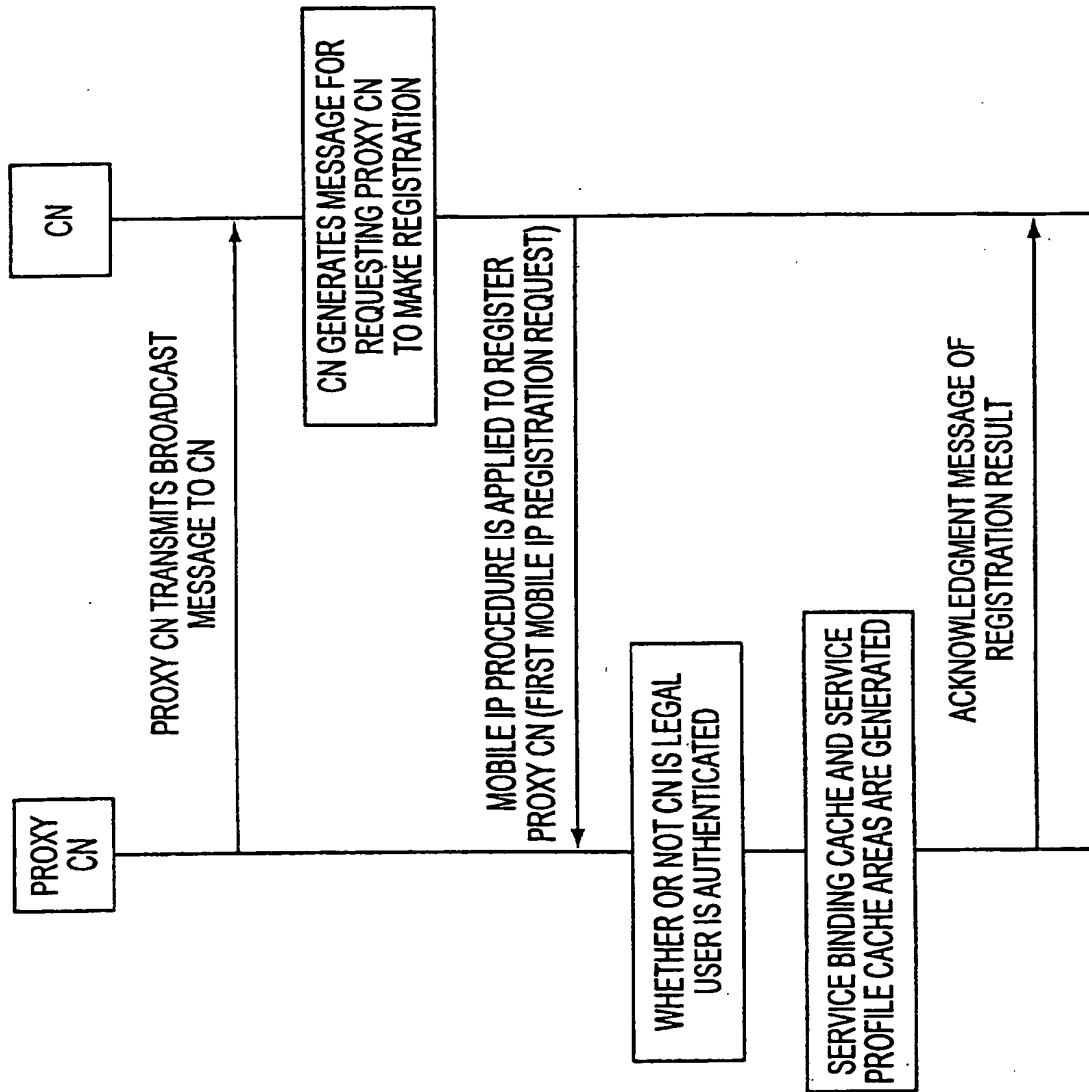 PROXY
CN
CN
PROXY CN TRANSMITS BROADCAST
MESSAGE TO CN
CN GENERATES MESSAGE FOR
REQUESTING PROXY CN
TO MAKE REGISTRATION
MOBILE IP PROCEDURE IS APPLIED TO REGISTER
PROXY CN (FIRST MOBILE IP REGISTRATION REQUEST)
WHETHER OR NOT CN IS LEGAL
USER IS AUTHENTICATED
SERVICE BINDING CACHE AND SERVICE
PROFILE CACHE AREAS ARE GENERATED
ACKNOWLEDGMENT MESSAGE OF
REGISTRATION RESULT